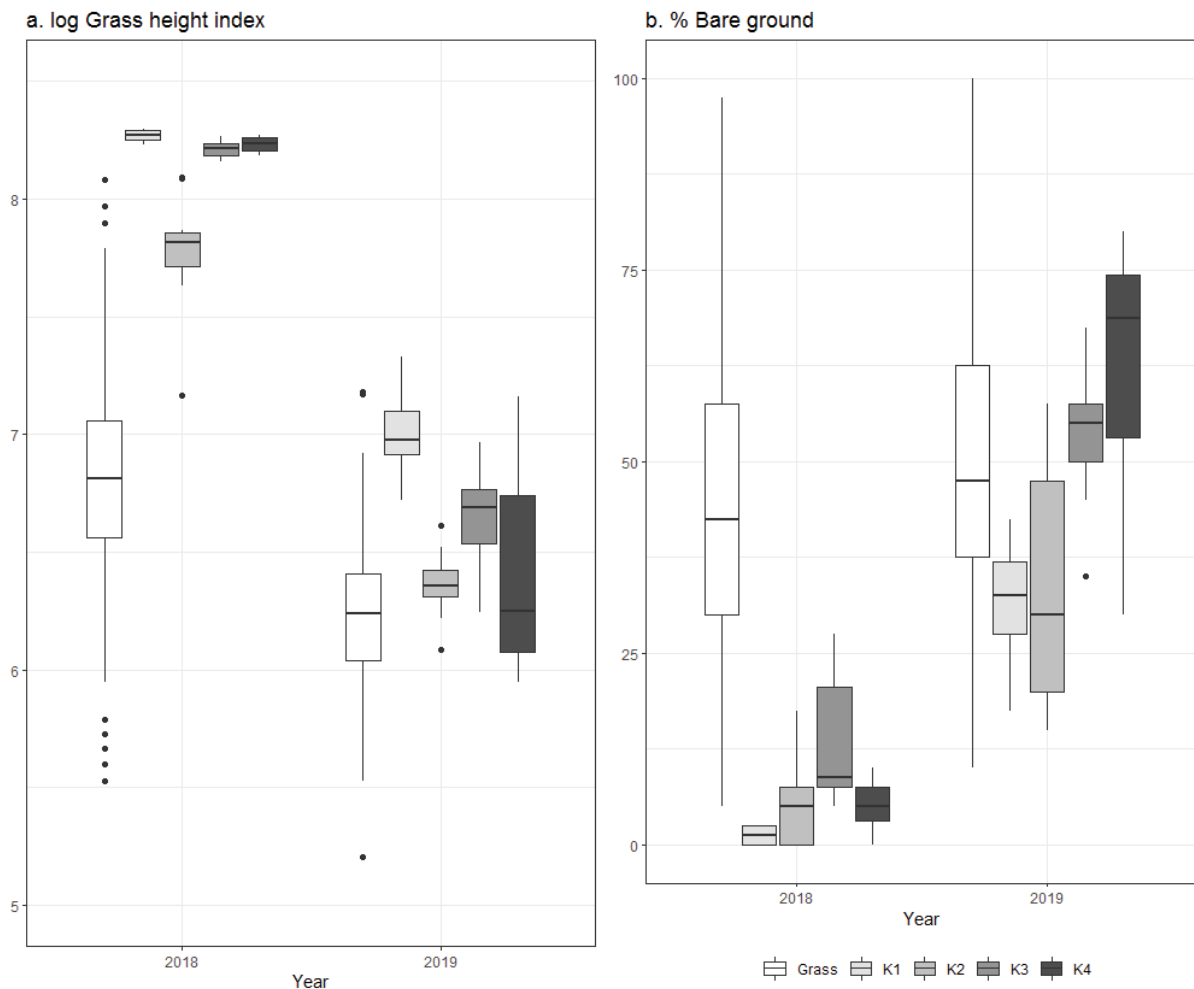 a. log Grass height index
8
7
6
5
2018
2019
Year
b. % Bare ground
100
75
50
25
0
2018
2019
Year
Grass K1 K2 K3 K4